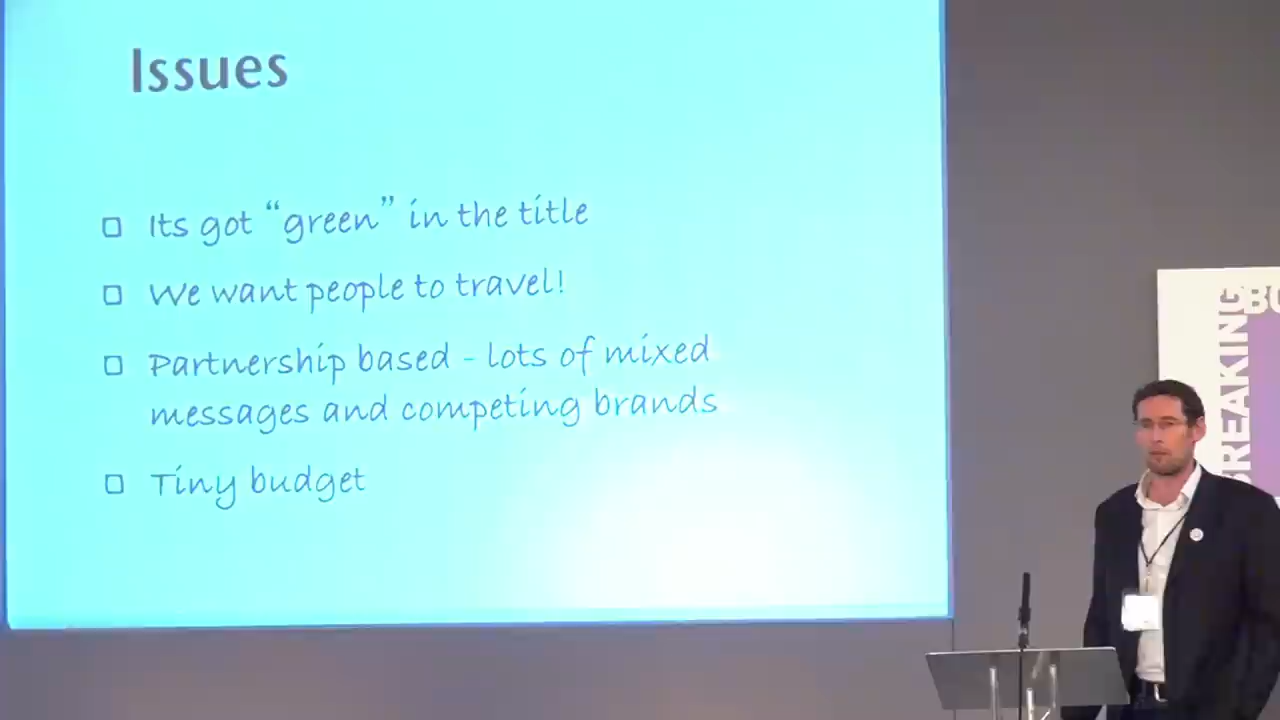 Issues
Its got “green” in the title
We want people to travel!
Partnership based - lots of mixed
messages and competing brands
Tiny budget
BREAKING